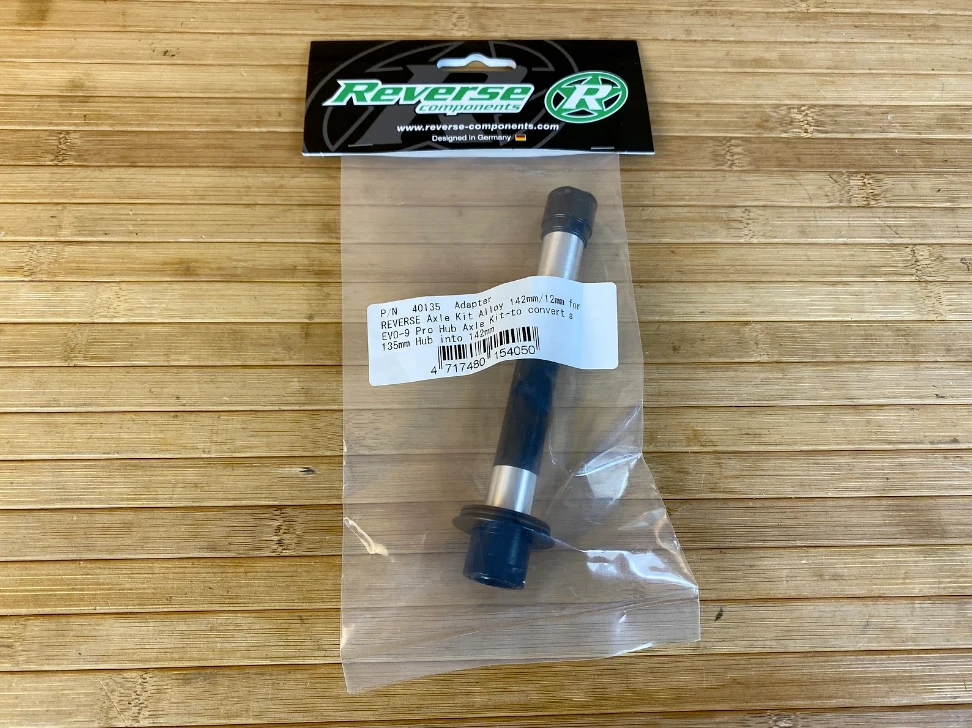 Reverse
components
R
www.reverse-components.com
Designed in Germany
P/N 40135 Adapter
REVERSE Axle Kit Alloy 142mm/12mm for
EVO-9 Pro Hub Axle Kit-to convert a
135mm Hub into 142mm
4 717480 154050